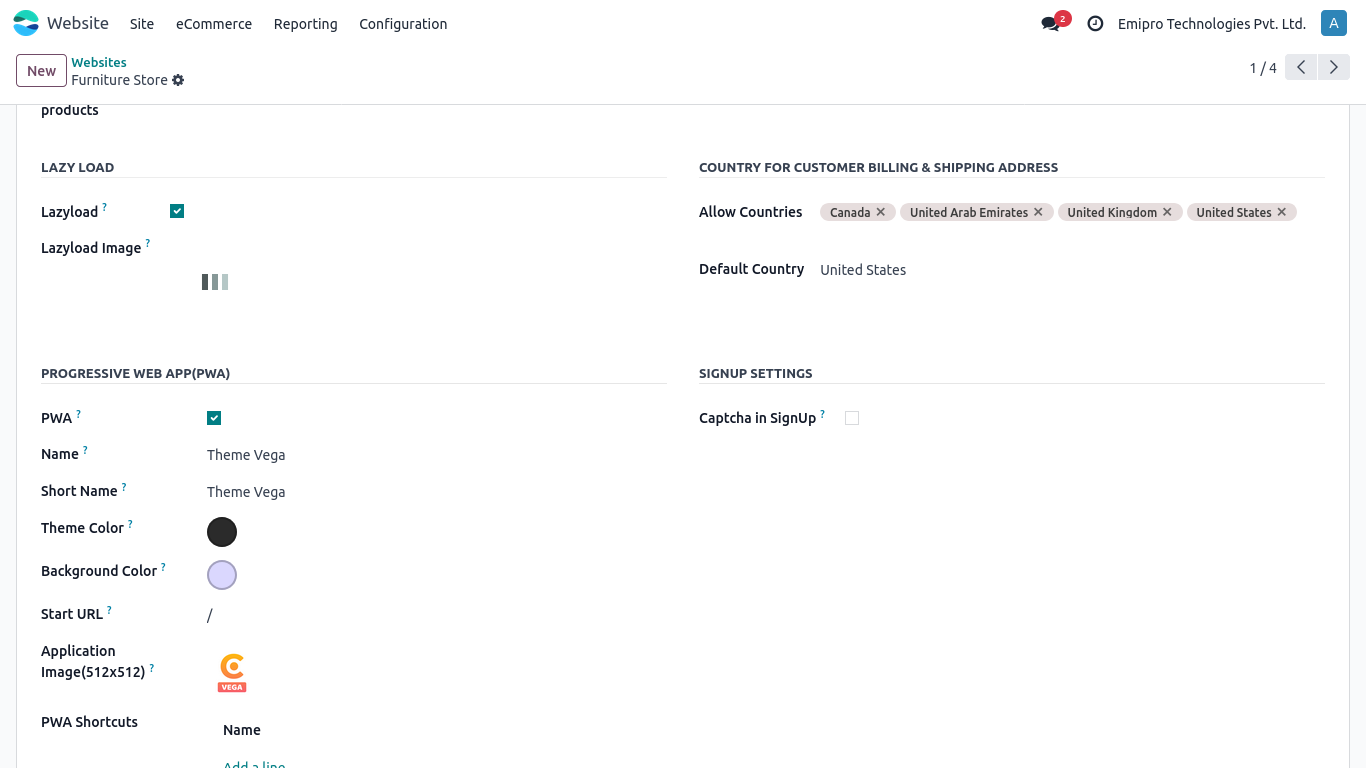 Website Site eCommerce Reporting Configuration 2 Emipro Technologies Pvt. Ltd. A
New Websites
Furniture Store 1 / 4
products
LAZY LOAD
Lazyload ?
Lazyload Image ?
COUNTRY FOR CUSTOMER BILLING & SHIPPING ADDRESS
Allow Countries Canada × United Arab Emirates × United Kingdom × United States ×
Default Country United States
PROGRESSIVE WEB APP(PWA)
PWA ?
Name ? Theme Vega
Short Name ? Theme Vega
Theme Color ?
Background Color ?
Start URL ? /
Application
Image(512x512) ?
VEGA
PWA Shortcuts
Name
Add a line
SIGNUP SETTINGS
Captcha in SignUp ?